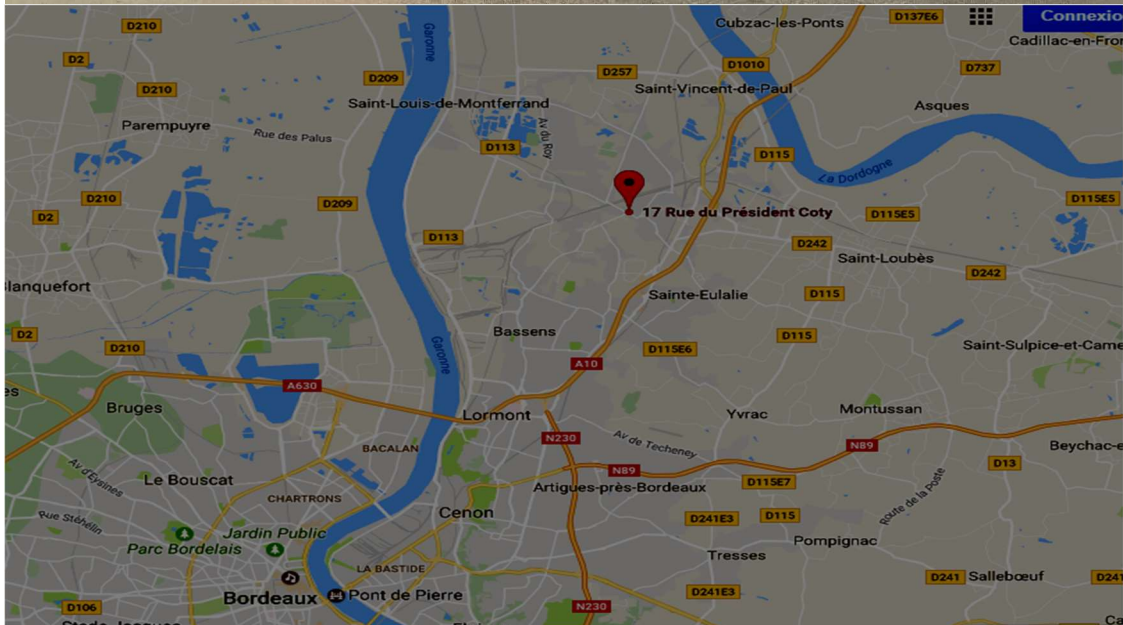 Cubzac-les-Ponts
D137E6
Connexio
D210
Garonne
Cadillac-en-Fron
D2
D210
D209
D257
D1010
D737
Saint-Louis-de-Montferrand
Saint-Vincent-de-Paul
Asques
Parempuyre
Rue des Palus
Av du Roy
D113
D115
La Dordogne
D210
D209
17 Rue du Président Coty
D115E5
D115E5
D2
D113
D242
Saint-Loubès
D242
Blanquefort
Sainte-Eulalie
D115
D2
D210
Garonne
Bassens
D115E6
D115
Saint-Sulpice-et-Came
A10
es
A630
Bruges
Lormont
Yvrac
Montussan
N230
Av de Techeney
N89
Beychac-e
BACALAN
N89
D13
Av d'Eysines
Le Bouscat
CHARTRONS
Artigues-près-Bordeaux
D115E7
Route de la Poste
Rue Stéhélin
Jardin Public
Cenon
D241E3
D115
Parc Bordelais
Pompignac
LA BASTIDE
Tresses
D241
Sallebœuf
D241
Bordeaux
Pont de Pierre
D241E3
D106
N230
Ca